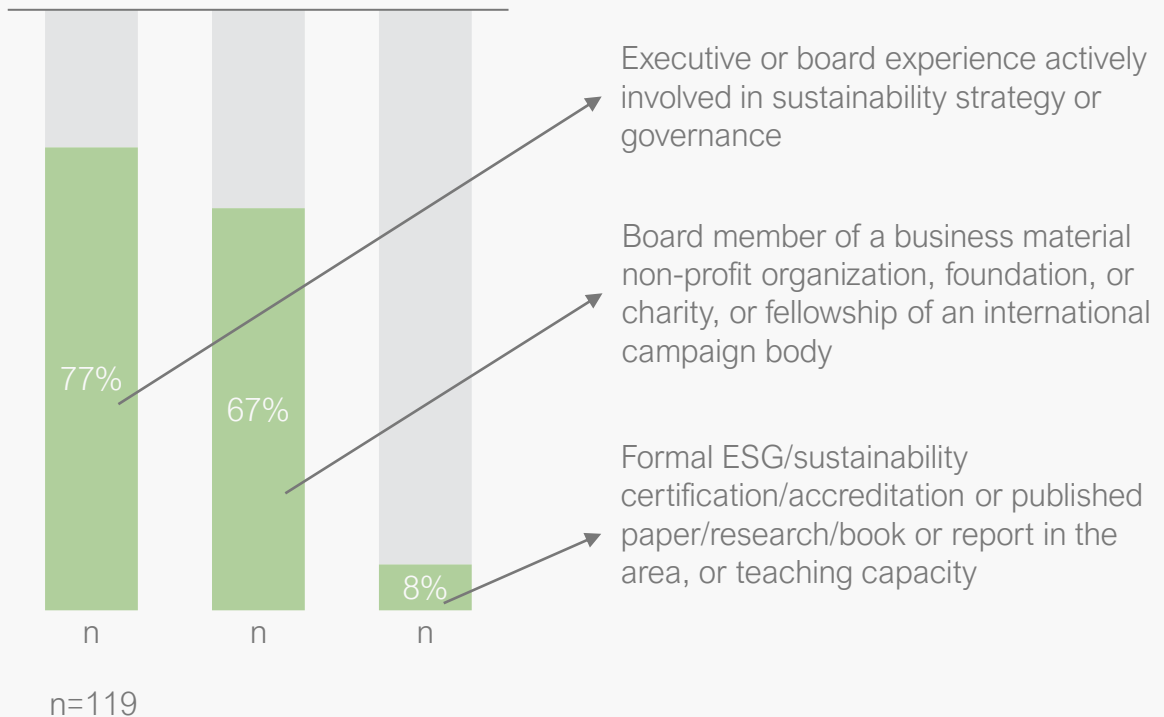 Executive or board experience actively
involved in sustainability strategy or
governance
Board member of a business material
non-profit organization, foundation, or
charity, or fellowship of an international
campaign body
Formal ESG/sustainability
certification/accreditation or published
paper/research/book or report in the
area, or teaching capacity
77%
67%
8%
n
n
n
n=119